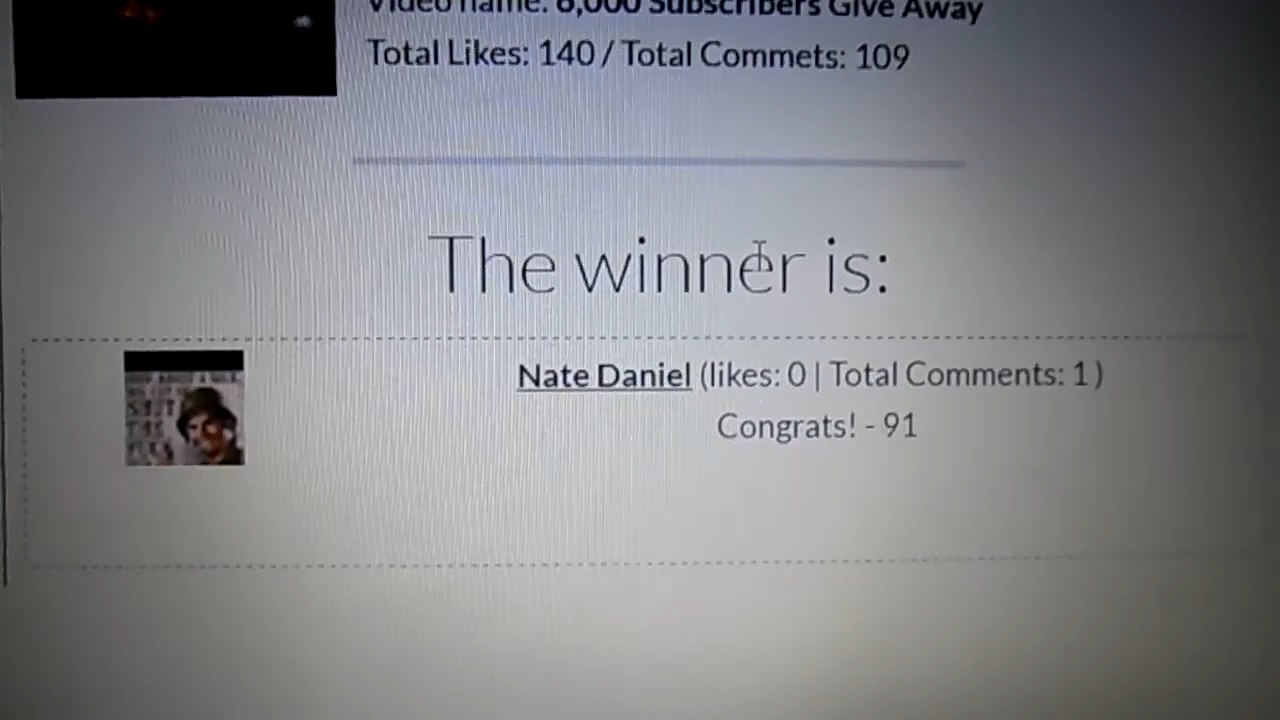 Video name: 6,000 Subscribers Give Away
Total Likes: 140 / Total Commets: 109
The winner is:
Nate Daniel (likes: 0 | Total Comments: 1 )
Congrats! - 91